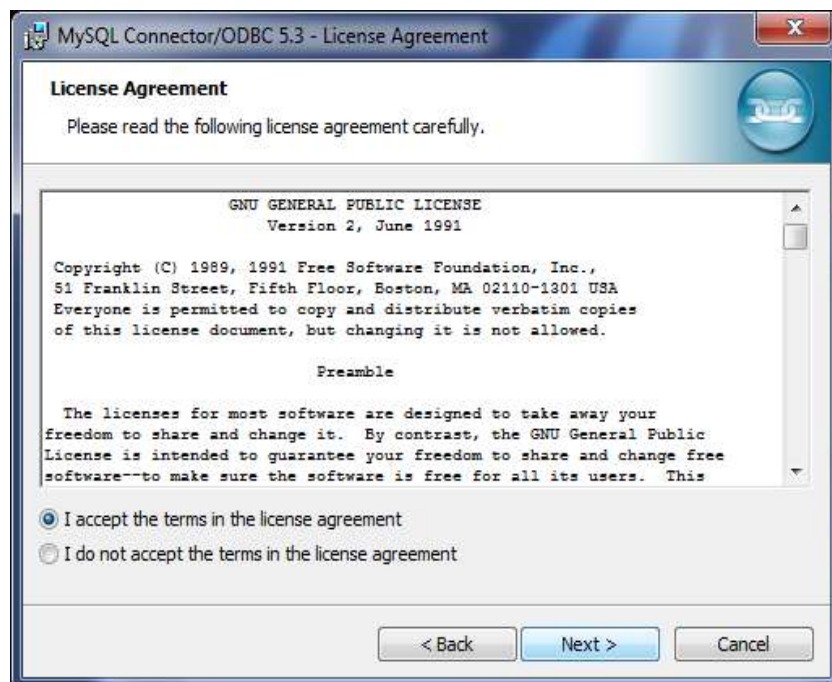 MySQL Connector/ODBC 5.3 - License Agreement
License Agreement
Please read the following license agreement carefully.
GNU GENERAL PUBLIC LICENSE
Version 2, June 1991
Copyright (C) 1989, 1991 Free Software Foundation, Inc.,
51 Franklin Street, Fifth Floor, Boston, MA 02110-1301 USA
Everyone is permitted to copy and distribute verbatim copies
of this license document, but changing it is not allowed.
Preamble
The licenses for most software are designed to take away your
freedom to share and change it.  By contrast, the GNU General Public
License is intended to guarantee your freedom to share and change free
software--to make sure the software is free for all its users.  This
I accept the terms in the license agreement
I do not accept the terms in the license agreement
< Back
Next >
Cancel